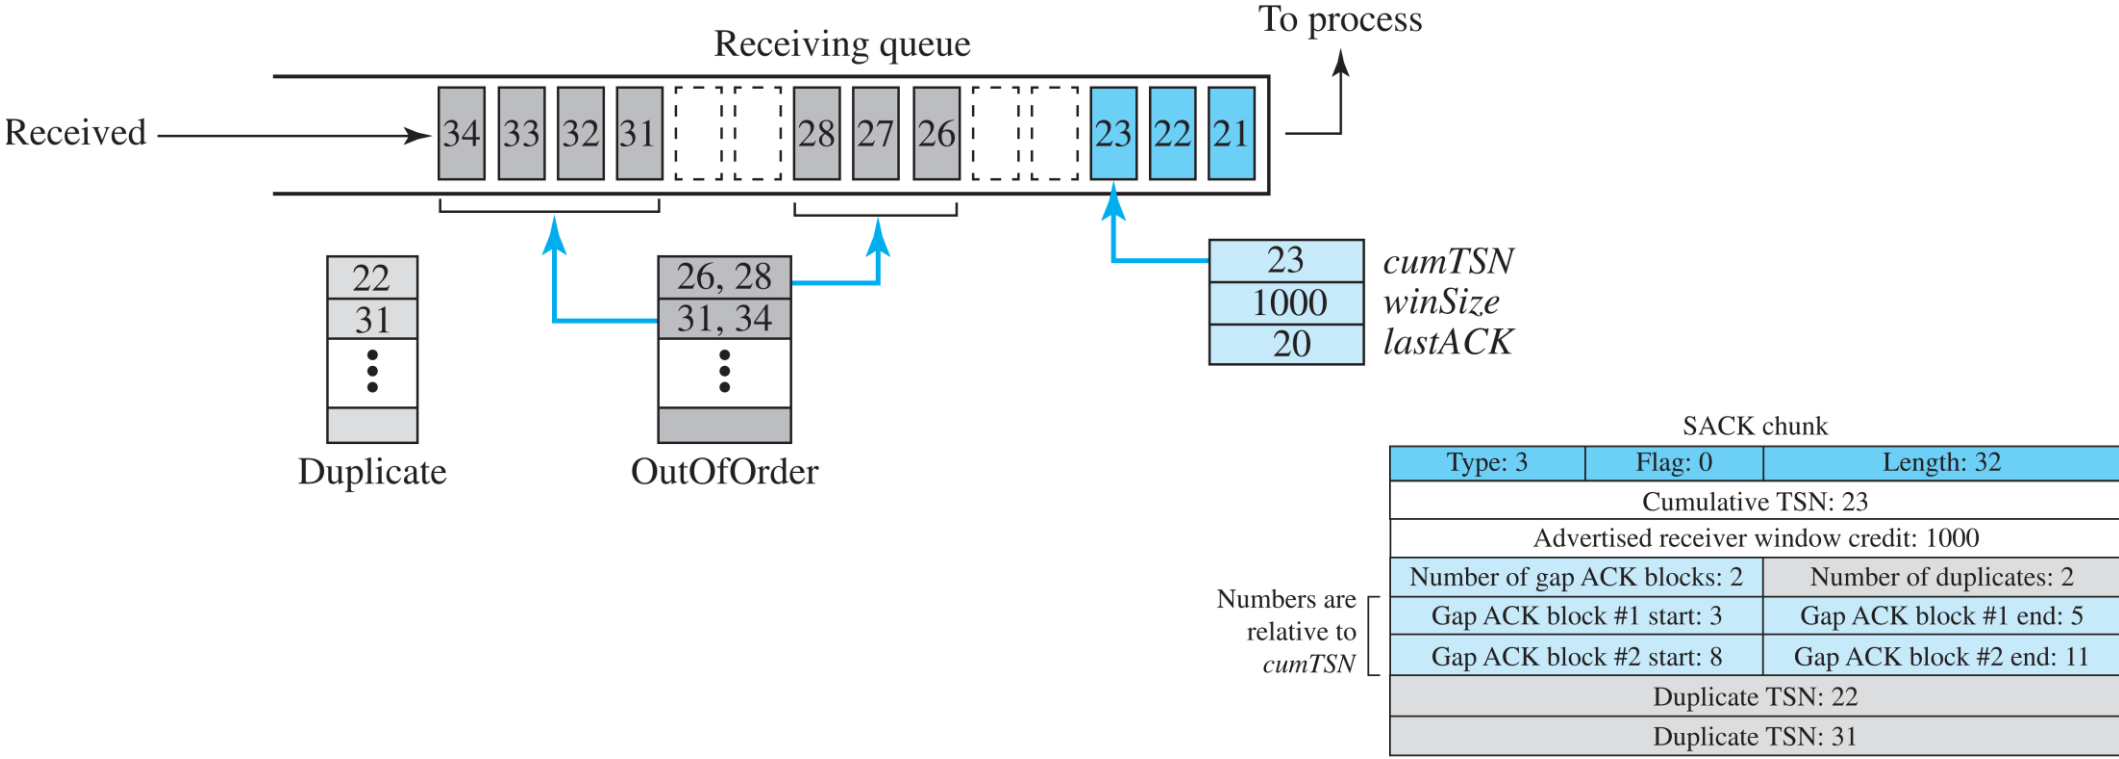 To process
Receiving queue
Received
34 33 32 31 28 27 26 23 22 21
22
31
Duplicate
26, 28
31, 34
OutOfOrder
23 cumTSN
1000 winSize
20 lastACK
SACK chunk
Type: 3 Flag: 0 Length: 32
Cumulative TSN: 23
Advertised receiver window credit: 1000
Number of gap ACK blocks: 2 Number of duplicates: 2
Numbers are
relative to
cumTSN
Gap ACK block #1 start: 3 Gap ACK block #1 end: 5
Gap ACK block #2 start: 8 Gap ACK block #2 end: 11
Duplicate TSN: 22
Duplicate TSN: 31